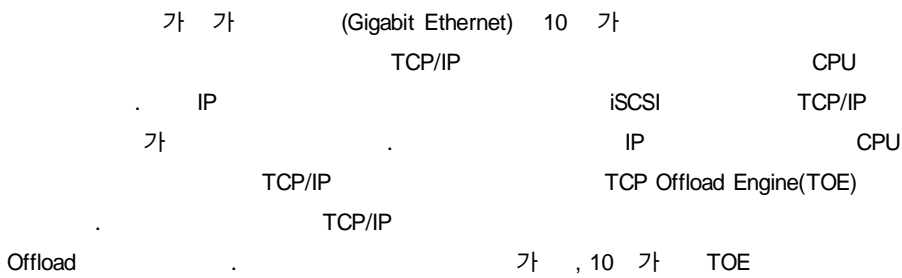 가 가 (Gigabit Ethernet) 10 가
TCP/IP CPU
. IP iSCSI TCP/IP
가 . IP CPU
TCP/IP TCP Offload Engine(TOE)
. TCP/IP
Offload . 가 , 10 가 TOE